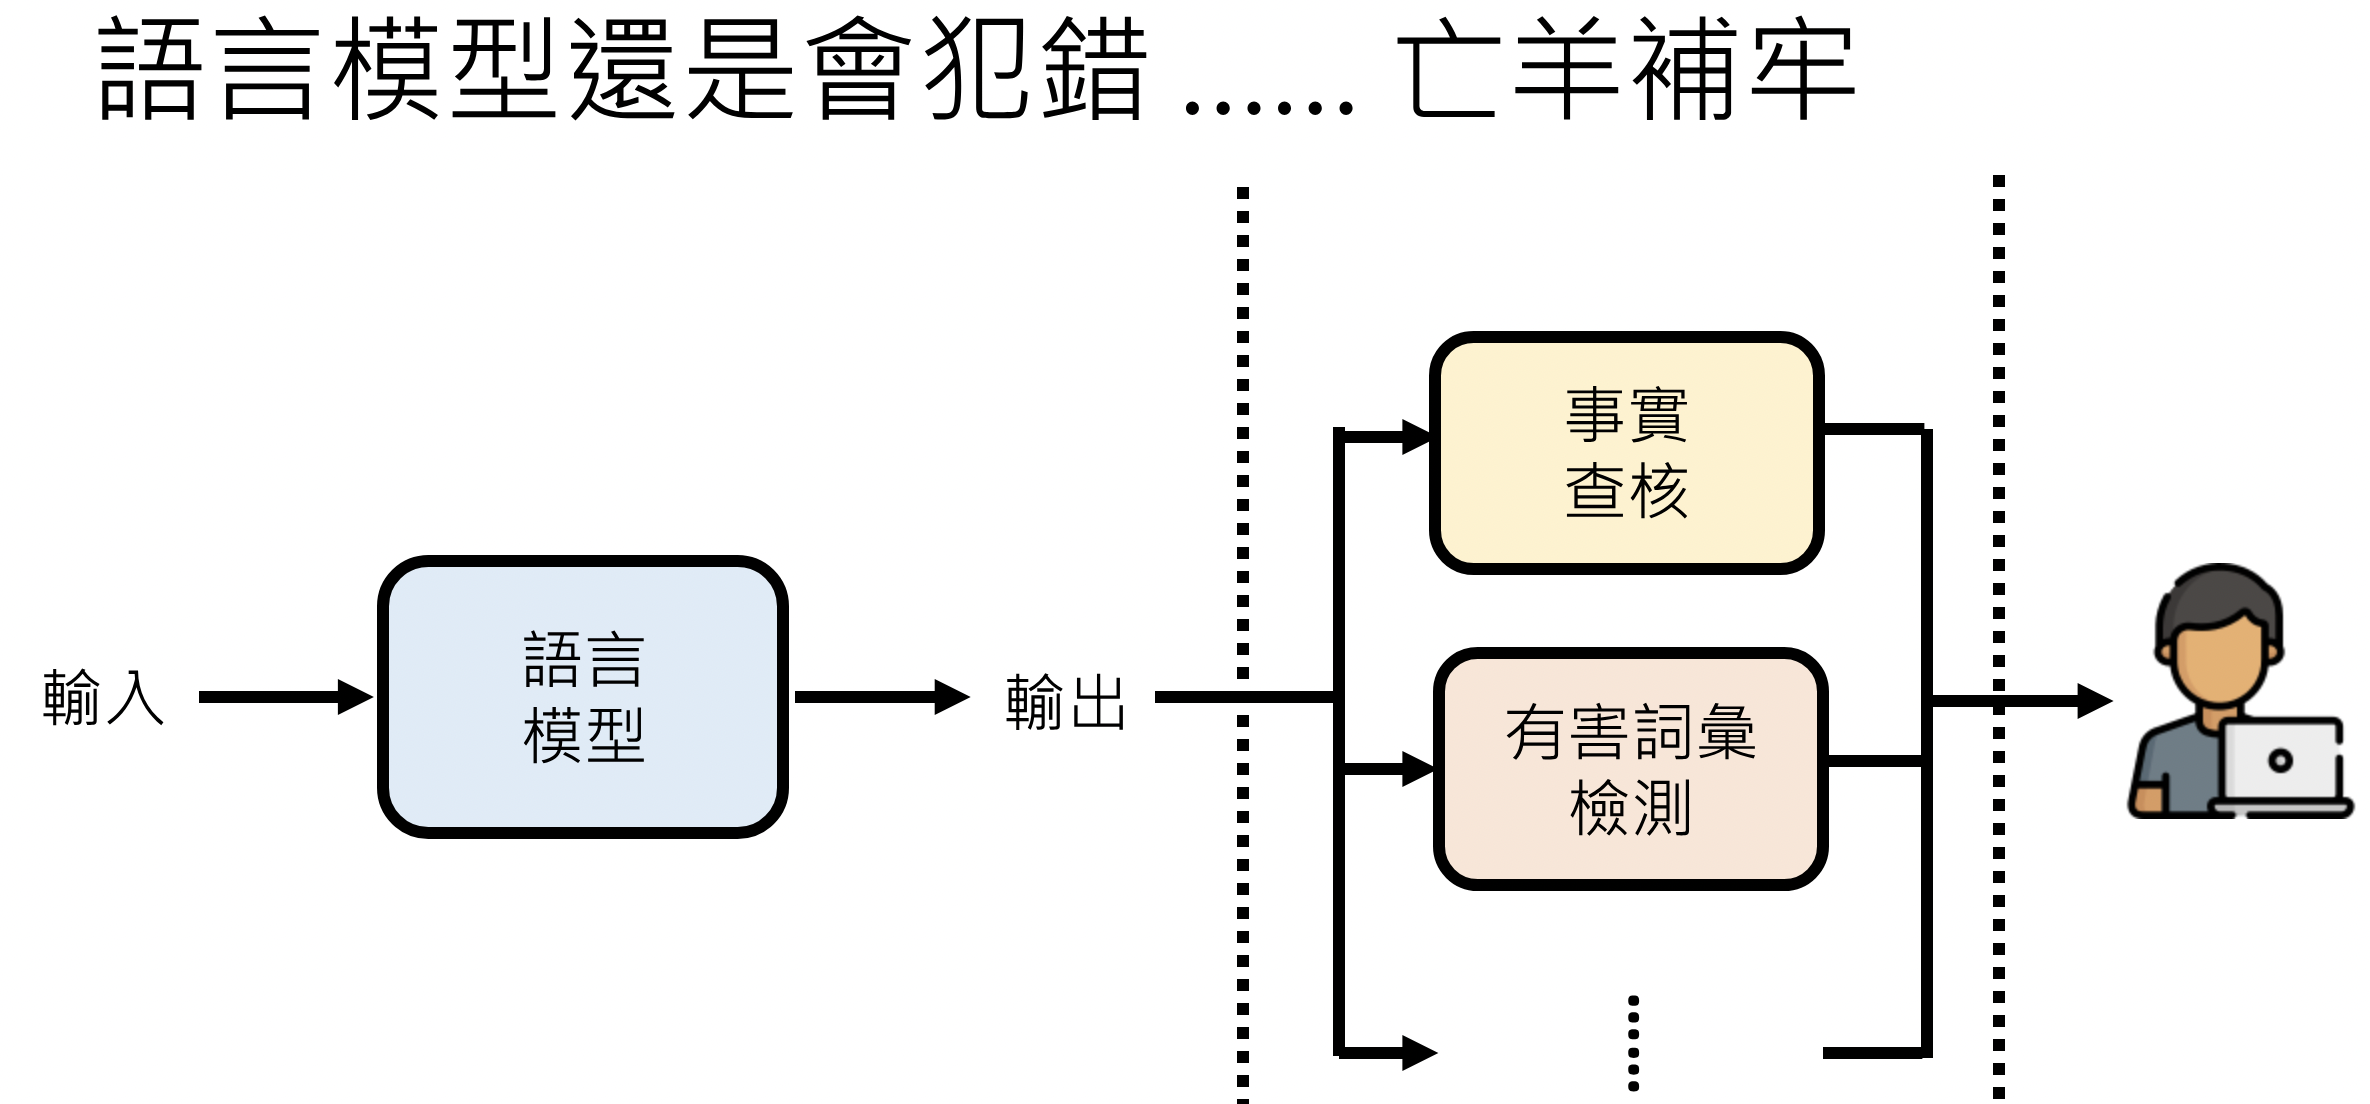 語言模型還是會犯錯 …… 亡羊補牢
輸入
語言
模型
輸出
事實
查核
有害詞彙
檢測
……